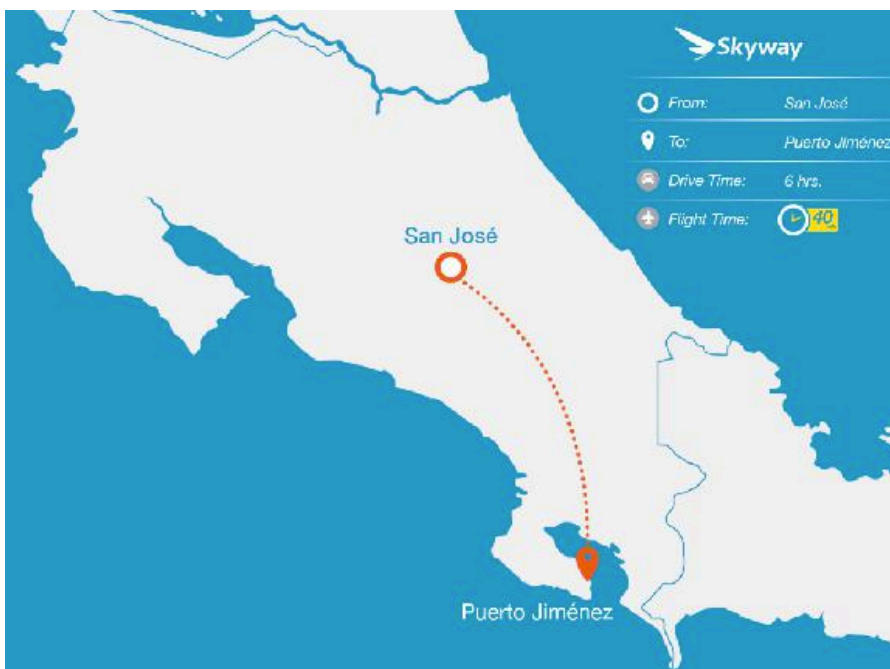 Skyway
From: San José
To: Puerto Jiménez
Drive Time: 6 hrs.
Flight Time: 40
San José
Puerto Jiménez